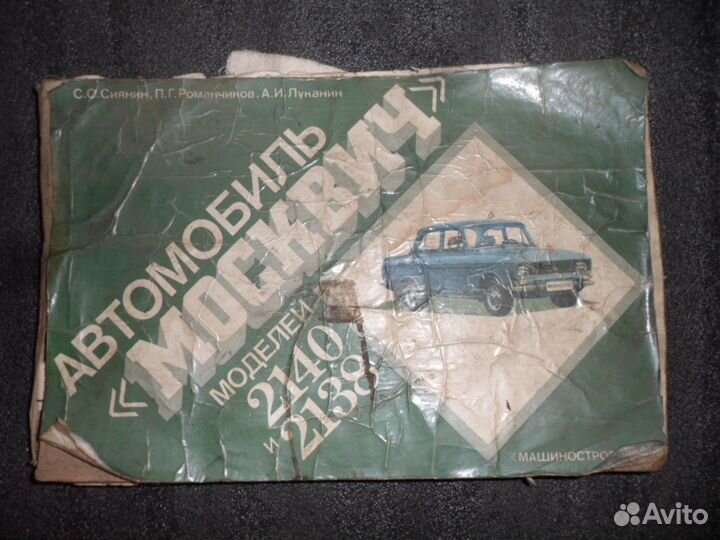 С.О. Сиянин, П.Г. Романчиков, А.И. Луканин
АВТОМОБИЛЬ
«МОСКВИЧ»
МОДЕЛЕЙ
2140
и 2138
МАШИНОСТРО
Avito